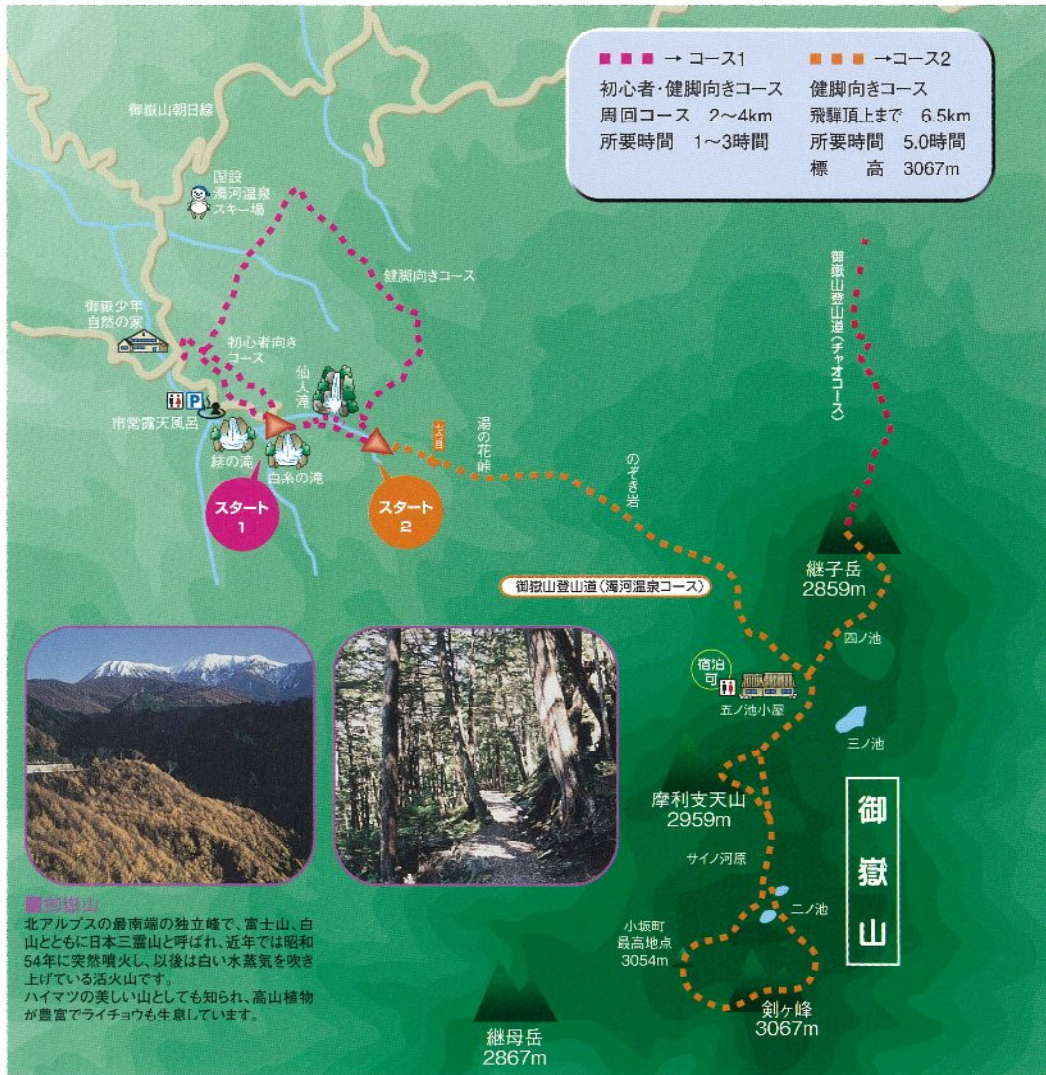 → コース1
初心者・健脚向きコース
周回コース 2〜4km
所要時間 1〜3時間
→コース2
健脚向きコース
飛騨頂上まで 6.5km
所要時間 5.0時間
標 高 3067m
御嶽山朝日線
国設
濁河温泉
スキー場
健脚向きコース
御嶽山登山道(チャオコース)
御嶽少年
自然の家
初心者向き
コース
仙人滝
P
市営露天風呂
緑の滝
白糸の滝
湯の花峠
のぞき岩
スタート
1
スタート
2
継子岳
2859m
御嶽山登山道(濁河温泉コース)
四ノ池
宿泊
可
五ノ池小屋
三ノ池
摩利支天山
2959m
御嶽山
サイノ河原
二ノ池
小坂町
最高地点
3054m
剣ヶ峰
3067m
継母岳
2867m
■御嶽山
北アルプスの最南端の独立峰で、富士山、白
山とともに日本三霊山と呼ばれ、近年では昭和
54年に突然噴火し、以後は白い水蒸気を吹き
上げている活火山です。
ハイマツの美しい山としても知られ、高山植物
が豊富でライチョウも生息しています。